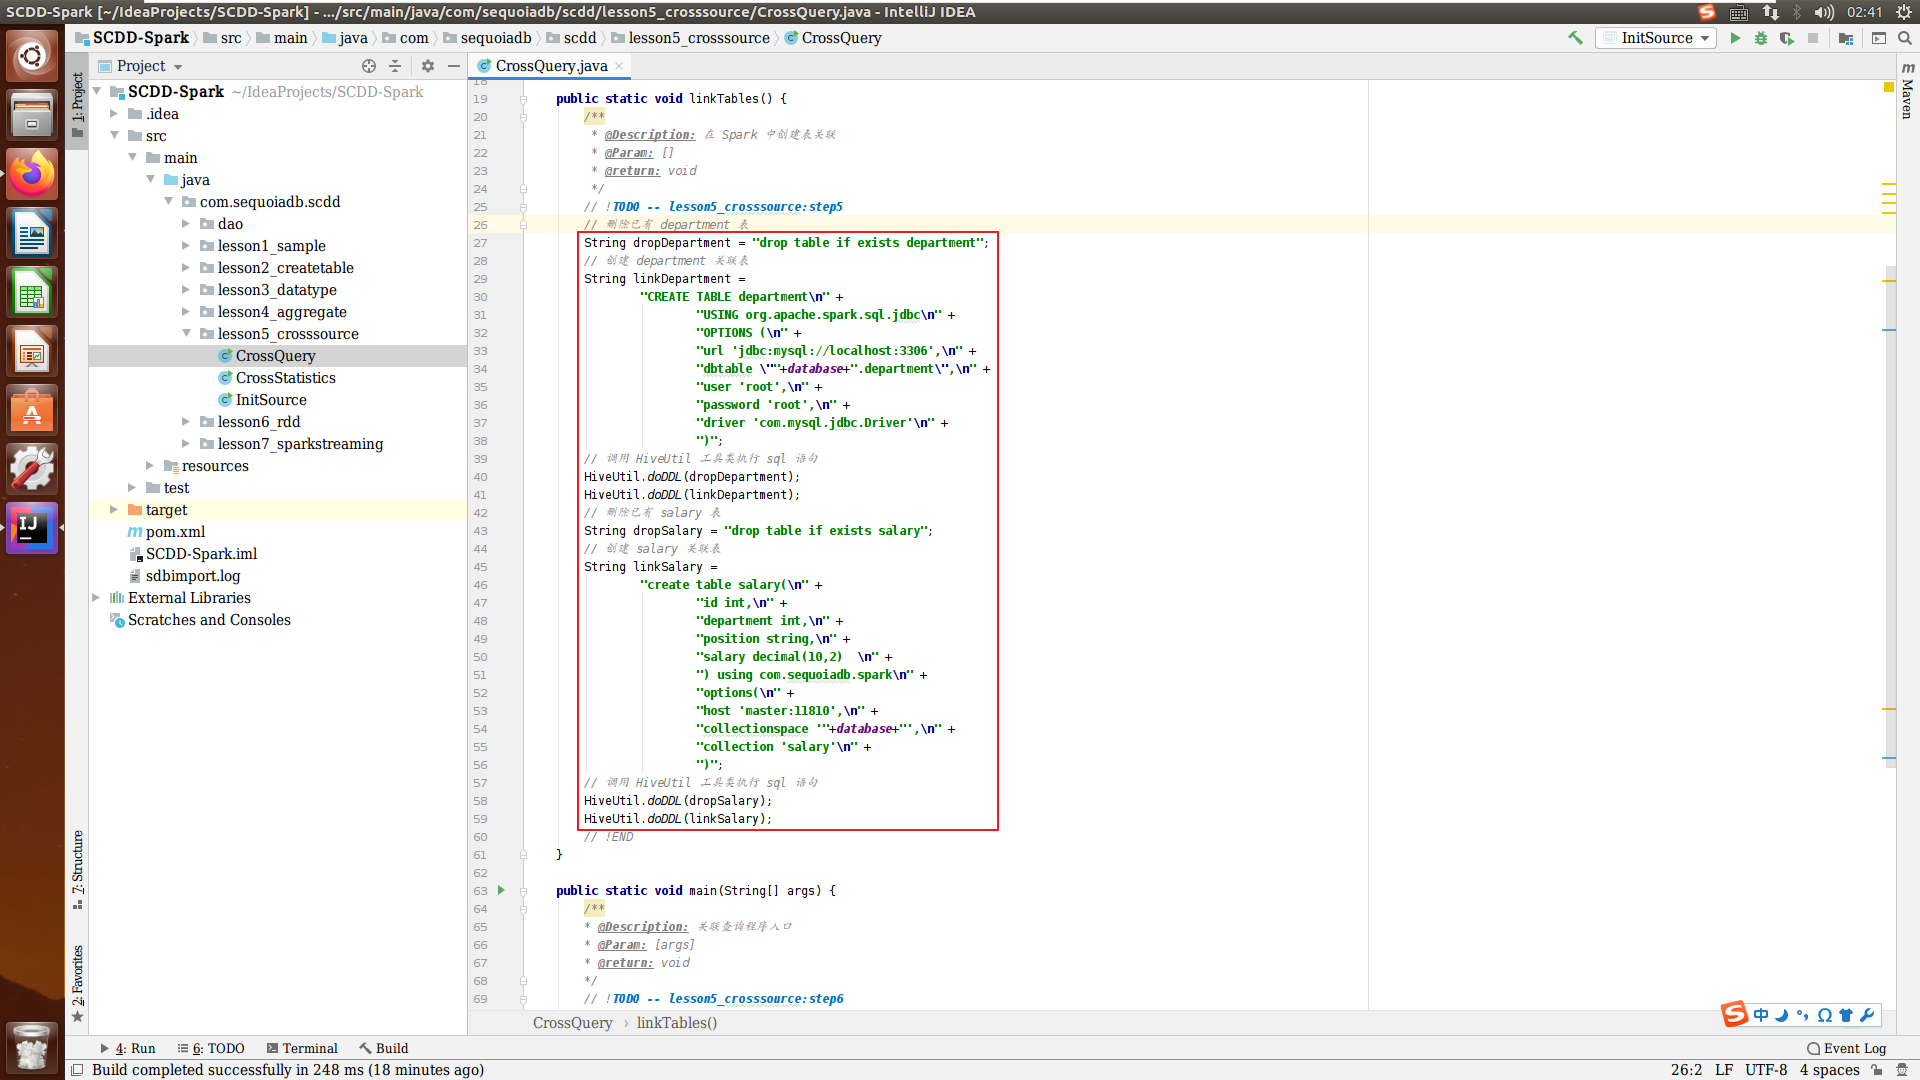 SCDD-Spark [~/IdeaProjects/SCDD-Spark] - .../src/main/java/com/sequoiadb/scdd/lesson5_crosssource/CrossQuery.java - IntelliJ IDEA
02:41
SCDD-Spark src main java com sequoiadb scdd lesson5_crosssource CrossQuery
InitSource
Project
CrossQuery.java
1: Project
7: Structure
2: Favorites
Maven
SCDD-Spark ~/IdeaProjects/SCDD-Spark
.idea
src
main
java
com.sequoiadb.scdd
dao
lesson1_sample
lesson2_createtable
lesson3_datatype
lesson4_aggregate
lesson5_crosssource
CrossQuery
CrossStatistics
InitSource
lesson6_rdd
lesson7_sparkstreaming
resources
test
target
pom.xml
SCDD-Spark.iml
sdbimport.log
External Libraries
Scratches and Consoles
18
19 public static void linkTables() {
20 /**
21 * @Description: 在 Spark 中创建表关联
22 * @Param: []
23 * @return: void
24 */
25 // !TODO -- lesson5_crosssource:step5
26 // 删除已有 department 表
27 String dropDepartment = "drop table if exists department";
28 // 创建 department 关联表
29 String linkDepartment =
30 "CREATE TABLE department\n" +
31 "USING org.apache.spark.sql.jdbc\n" +
32 "OPTIONS (\n" +
33 "url 'jdbc:mysql://localhost:3306',\n" +
34 "dbtable \""+database+".department\",\n" +
35 "user 'root',\n" +
36 "password 'root',\n" +
37 "driver 'com.mysql.jdbc.Driver'\n" +
38 ")";
39 // 调用 HiveUtil 工具类执行 sql 语句
40 HiveUtil.doDDL(dropDepartment);
41 HiveUtil.doDDL(linkDepartment);
42 // 删除已有 salary 表
43 String dropSalary = "drop table if exists salary";
44 // 创建 salary 关联表
45 String linkSalary =
46 "create table salary(\n" +
47 "id int,\n" +
48 "department int,\n" +
49 "position string,\n" +
50 "salary decimal(10,2)  \n" +
51 ") using com.sequoiadb.spark\n" +
52 "options(\n" +
53 "host 'master:11810',\n" +
54 "collectionspace '"+database+"',\n" +
55 "collection 'salary'\n" +
56 ")";
57 // 调用 HiveUtil 工具类执行 sql 语句
58 HiveUtil.doDDL(dropSalary);
59 HiveUtil.doDDL(linkSalary);
60 // !END
61 }
62
63 public static void main(String[] args) {
64 /**
65 * @Description: 关联查询程序入口
66 * @Param: [args]
67 * @return: void
68 */
69 // !TODO -- lesson5_crosssource:step6
CrossQuery › linkTables()
中
4: Run 6: TODO Terminal Build
Event Log
Build completed successfully in 248 ms (18 minutes ago)
26:2 LF UTF-8 4 spaces